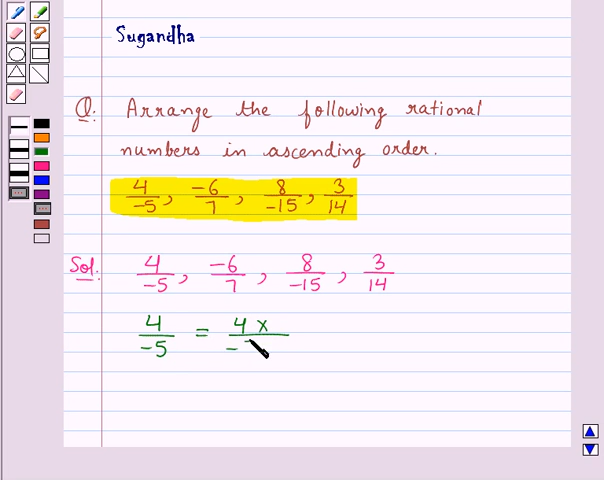 Sugandha
Q: Arrange the following rational
numbers in ascending order.
4/-5, -6/7, 8/-15, 3/14
Sol: 4/-5, -6/7, 8/-15, 3/14
4/-5 = 4 x/-